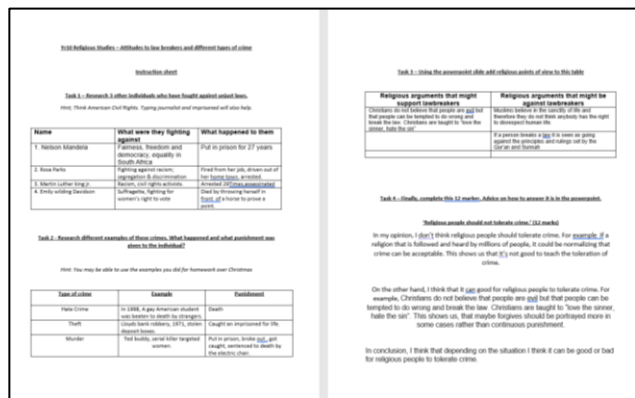 Yr10 Religious Studies – Attitudes to law breakers and different types of crime
Instruction sheet
Task 1 – Research 3 other individuals who have fought against unjust laws.
Hint: Think American Civil Rights. Typing journalist and imprisoned will also help.
Name
What were they fighting against
What happened to them
1. Nelson Mandela
Fairness, freedom and democracy, equality in South Africa
Put in prison for 27 years
2. Rosa Parks
Fighting against racism, segregation & discrimination
Fired from her job, driven out of her home town, arrested.
3. Martin Luther king jr
Racism, civil rights activists.
Arrested 29 times, assassinated
4. Emily wilding Davidson
Suffragette, fighting for women's right to vote
Died by throwing herself in front of a horse to prove a point.
Task 2 - Research different examples of these crimes. What happened and what punishment was given to the individual?
Hint: You may be able to use the examples you did for homework over Christmas
Type of crime
Example
Punishment
Hate Crime
In 1998, A gay American student was beaten to death by strangers.
Death
Theft
Lloyds bank robbery, 1971, stolen deposit boxes.
Caught an imprisoned for life.
Murder
Ted buddy, serial killer targeted women.
Put in prison, broke out, got caught, sentenced to death by the electric chair.
Task 3 – Using the powerpoint slide add religious points of view to this table
Religious arguments that might support lawbreakers
Religious arguments that might be against lawbreakers
Christians do not believe that people are evil but that people can be tempted to do wrong and break the law. Christians are taught to "love the sinner, hate the sin"
Muslims believe in the sanctity of life and therefore they do not think anybody has the right to disrespect human life.
If a person breaks a law it is seen as going against the principles and rulings set by the Qur'an and Sunnah
Task 4 – Finally, complete this 12 marker. Advice on how to answer it is in the powerpoint.
'Religious people should not tolerate crime.' (12 marks)
In my opinion, I don't think religious people should tolerate crime. For example, If a
religion that is followed and heard by millions of people, it could be normalizing that
crime can be acceptable. This shows us that it's not good to teach the toleration of
crime.
On the other hand, I think that it can good for religious people to tolerate crime. For
example, Christians do not believe that people are evil but that people can be
tempted to do wrong and break the law. Christians are taught to "love the sinner,
hate the sin". This shows us, that maybe forgives should be portrayed more in
some cases rather than continuous punishment.
In conclusion, I think that depending on the situation I think it can be good or bad
for religious people to tolerate crime.